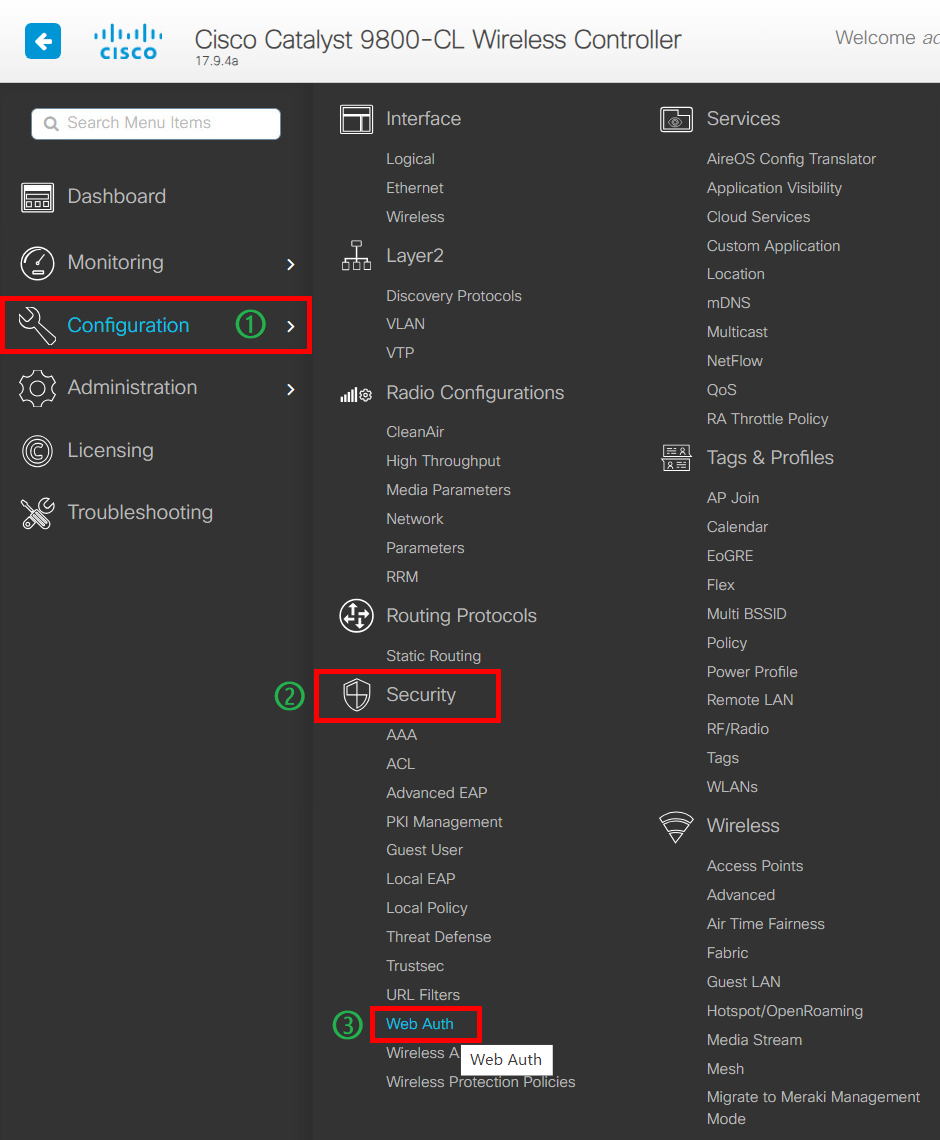 CISCO
Cisco Catalyst 9800-CL Wireless Controller
17.9.4a
Welcome
Search Menu Items
Dashboard
Monitoring
Configuration ①
Administration
Licensing
Troubleshooting
Interface
Logical
Ethernet
Wireless
Layer2
Discovery Protocols
VLAN
VTP
Radio Configurations
CleanAir
High Throughput
Media Parameters
Network
Parameters
RRM
Routing Protocols
Static Routing
② Security
AAA
ACL
Advanced EAP
PKI Management
Guest User
Local EAP
Local Policy
Threat Defense
Trustsec
URL Filters
③ Web Auth
Wireless A
Web Auth
Wireless Protection Policies
Services
AireOS Config Translator
Application Visibility
Cloud Services
Custom Application
Location
mDNS
Multicast
NetFlow
QoS
RA Throttle Policy
Tags & Profiles
AP Join
Calendar
EoGRE
Flex
Multi BSSID
Policy
Power Profile
Remote LAN
RF/Radio
Tags
WLANs
Wireless
Access Points
Advanced
Air Time Fairness
Fabric
Guest LAN
Hotspot/OpenRoaming
Media Stream
Mesh
Migrate to Meraki Management
Mode